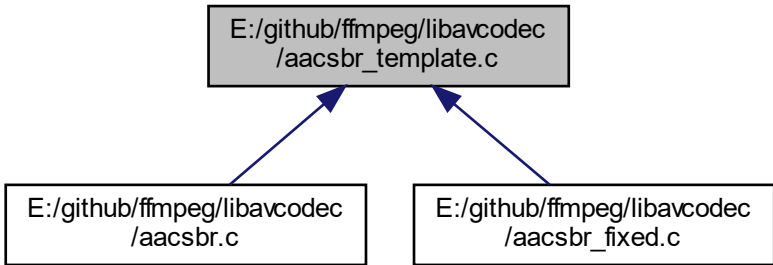 E:/github/ffmpeg/libavcodec
/aacsbr_template.c
E:/github/ffmpeg/libavcodec
/aacsbr.c
E:/github/ffmpeg/libavcodec
/aacsbr_fixed.c